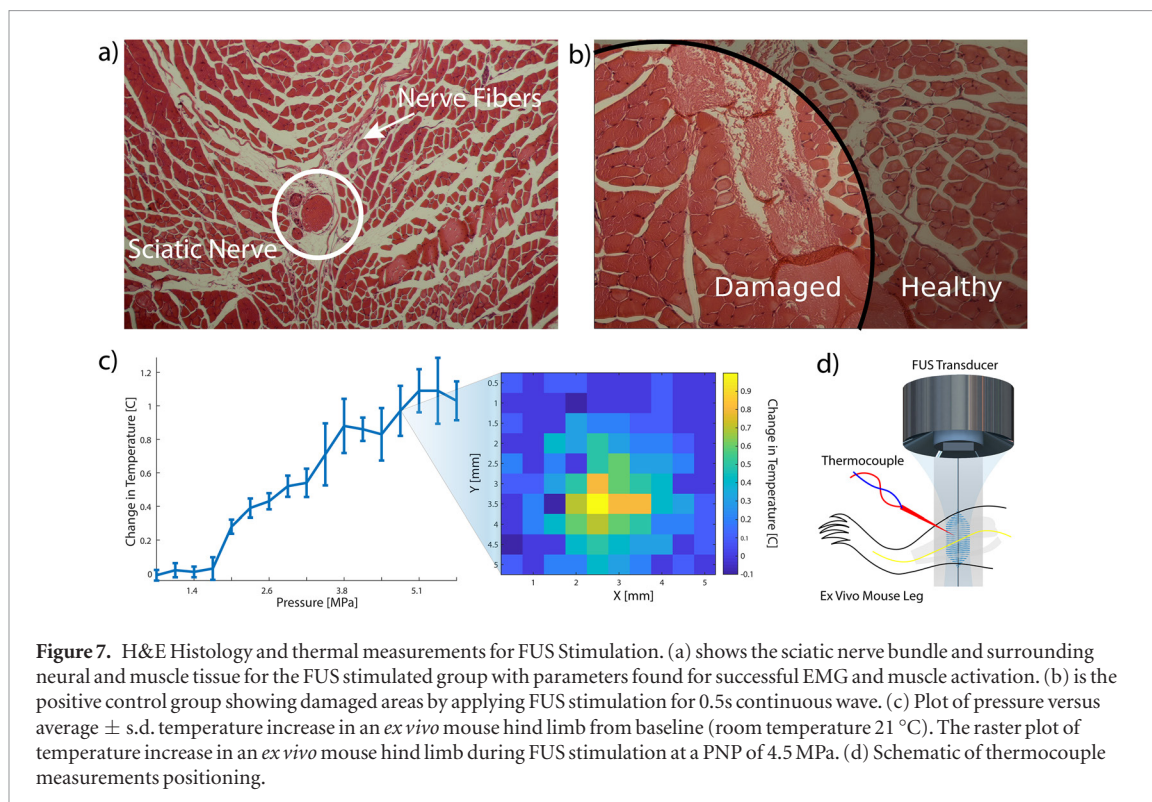 a)
Nerve Fibers
Sciatic Nerve
b)
Damaged
Healthy
c)
Change in Temperature [C]
1.2
1
0.8
0.6
0.4
0.2
0
1.4
2.6
3.8
5.1
Pressure [MPa]
Y [mm]
0.5
1
1.5
2
2.5
3
3.5
4
4.5
5
1
2
3
4
5
X [mm]
0.9
0.8
0.7
0.6
0.5
0.4
0.3
0.2
0.1
0
-0.1
Change in Temperature [C]
d)
FUS Transducer
Thermocouple
Ex Vivo Mouse Leg
Figure 7. H&E Histology and thermal measurements for FUS Stimulation. (a) shows the sciatic nerve bundle and surrounding
neural and muscle tissue for the FUS stimulated group with parameters found for successful EMG and muscle activation. (b) is the
positive control group showing damaged areas by applying FUS stimulation for 0.5s continuous wave. (c) Plot of pressure versus
average ± s.d. temperature increase in an ex vivo mouse hind limb from baseline (room temperature 21 °C). The raster plot of
temperature increase in an ex vivo mouse hind limb during FUS stimulation at a PNP of 4.5 MPa. (d) Schematic of thermocouple
measurements positioning.